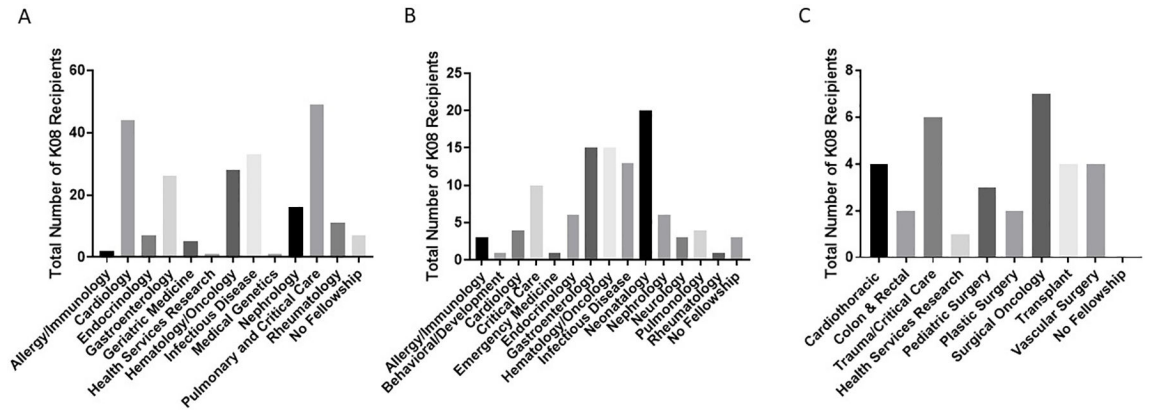 A
Total Number of K08 Recipients
60
40
20
0
Allergy/Immunology
Cardiology
Endocrinology
Gastroenterology
Geriatric Medicine
Health Services Research
Hematology/Oncology
Infectious Disease
Medical Genetics
Nephrology
Pulmonary and Critical Care
Rheumatology
No Fellowship
B
Total Number of K08 Recipients
25
20
15
10
5
0
Allergy/Immunology
Behavioral/Development
Cardiology
Critical Care
Emergency Medicine
Endocrinology
Gastroenterology
Hematology/Oncology
Infectious Disease
Neonatology
Nephrology
Neurology
Pulmonology
Rheumatology
No Fellowship
C
Total Number of K08 Recipients
8
6
4
2
0
Cardiothoracic
Colon & Rectal
Trauma/Critical Care
Health Services Research
Pediatric Surgery
Plastic Surgery
Surgical Oncology
Transplant
Vascular Surgery
No Fellowship